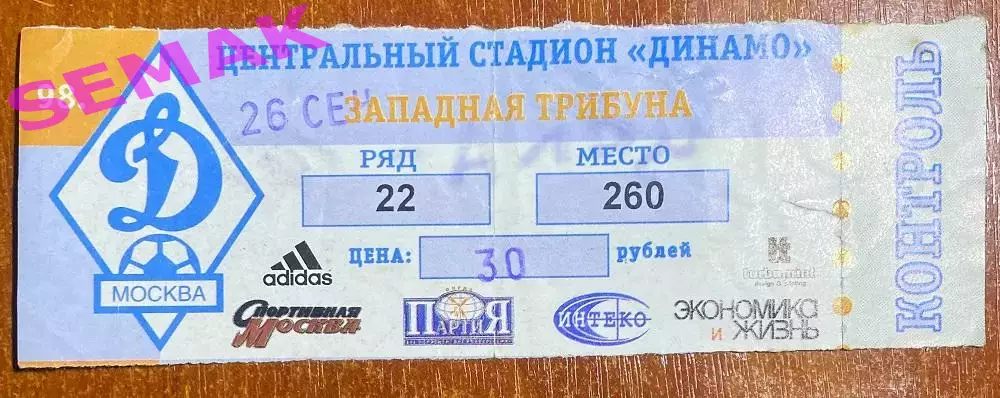 SEMAK
98.
ЦЕНТРАЛЬНЫЙ СТАДИОН «ДИНАМО»
26 СЕН
ЗАПАДНАЯ ТРИБУНА
РЯД
МЕСТО
22
260
ЦЕНА: 30 рублей
Д
МОСКВА
adidas
СПОРТИВНАЯ
МОСКВА
ПАРТИЯ
ИНТЕКО
ЭКОНОМИКА
И ЖИЗНЬ
КОНТРОЛЬ